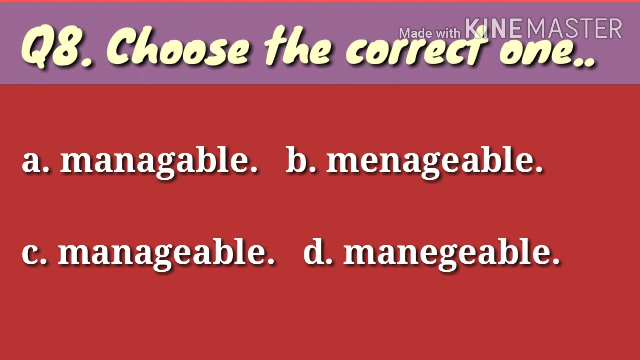 Made with KINEMASTER
Q8. Choose the correct one..
a. managable. b. menageable.
c. manageable. d. manegeable.